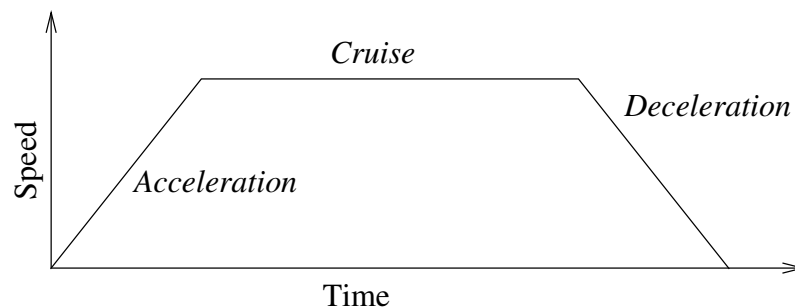 Cruise
Deceleration
Speed
Acceleration
Time